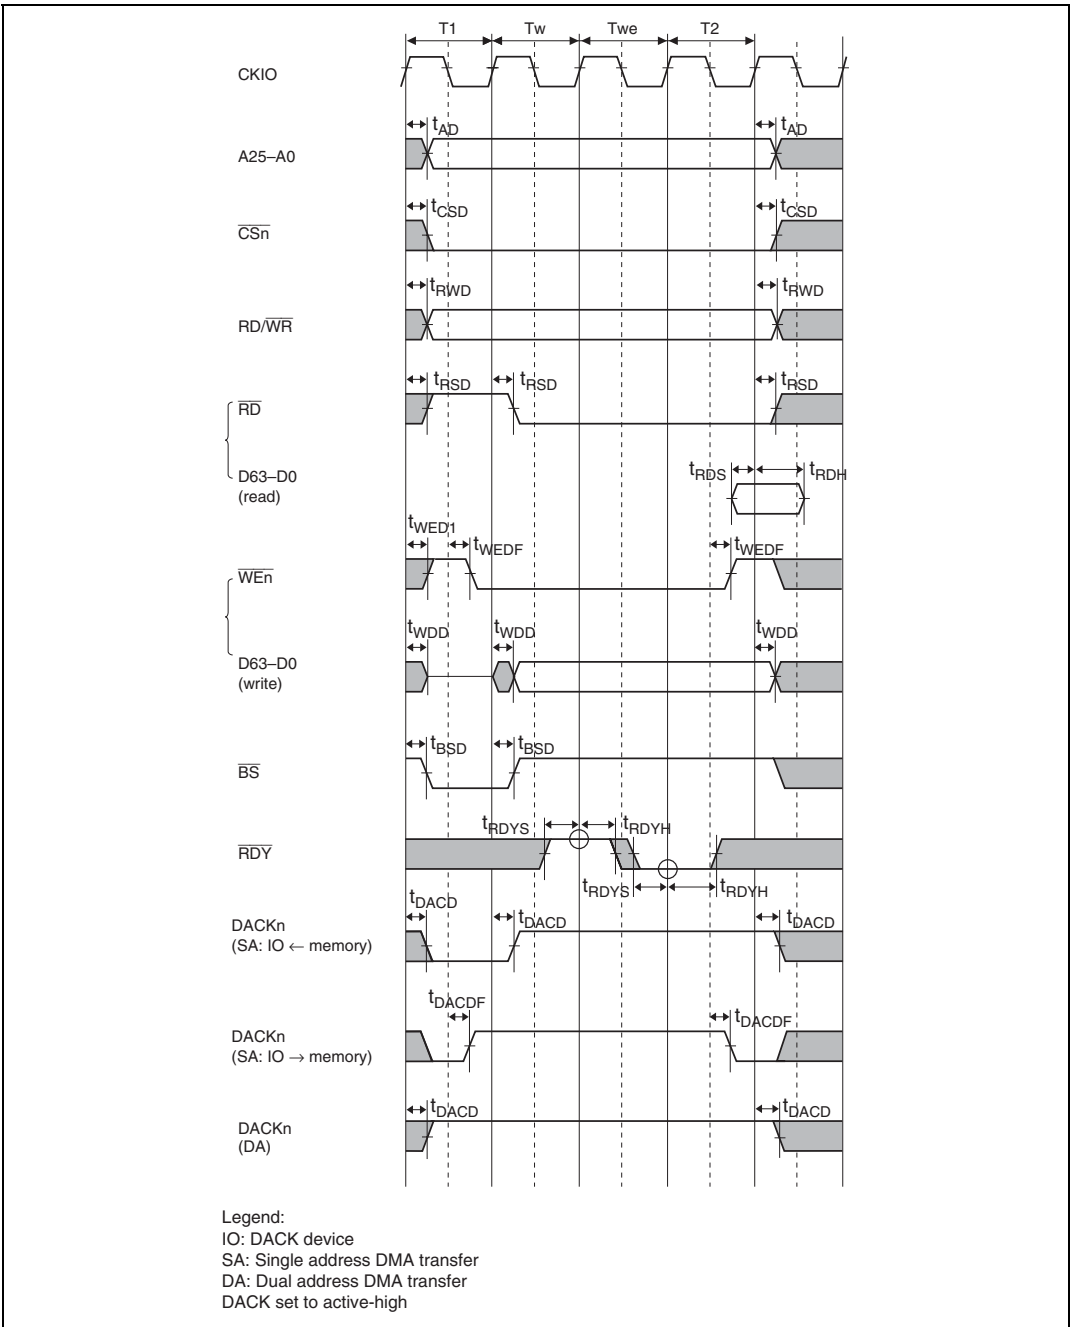 T1 Tw Twe T2
CKIO
tAD tAD
A25–A0
tCSD tCSD
CSn
tRWD tRWD
RD/WR
tRSD tRSD tRSD
RD
tRDS tRDH
D63–D0
(read)
tWED1 tWEDF tWEDF
WEn
tWDD tWDD tWDD
D63–D0
(write)
tBSD tBSD
BS
tRDYS tRDYH
RDY
tRDYS tRDYH
tDACD tDACD tDACD
DACKn
(SA: IO ← memory)
tDACDF tDACDF
DACKn
(SA: IO → memory)
tDACD tDACD
DACKn
(DA)
Legend:
IO: DACK device
SA: Single address DMA transfer
DA: Dual address DMA transfer
DACK set to active-high